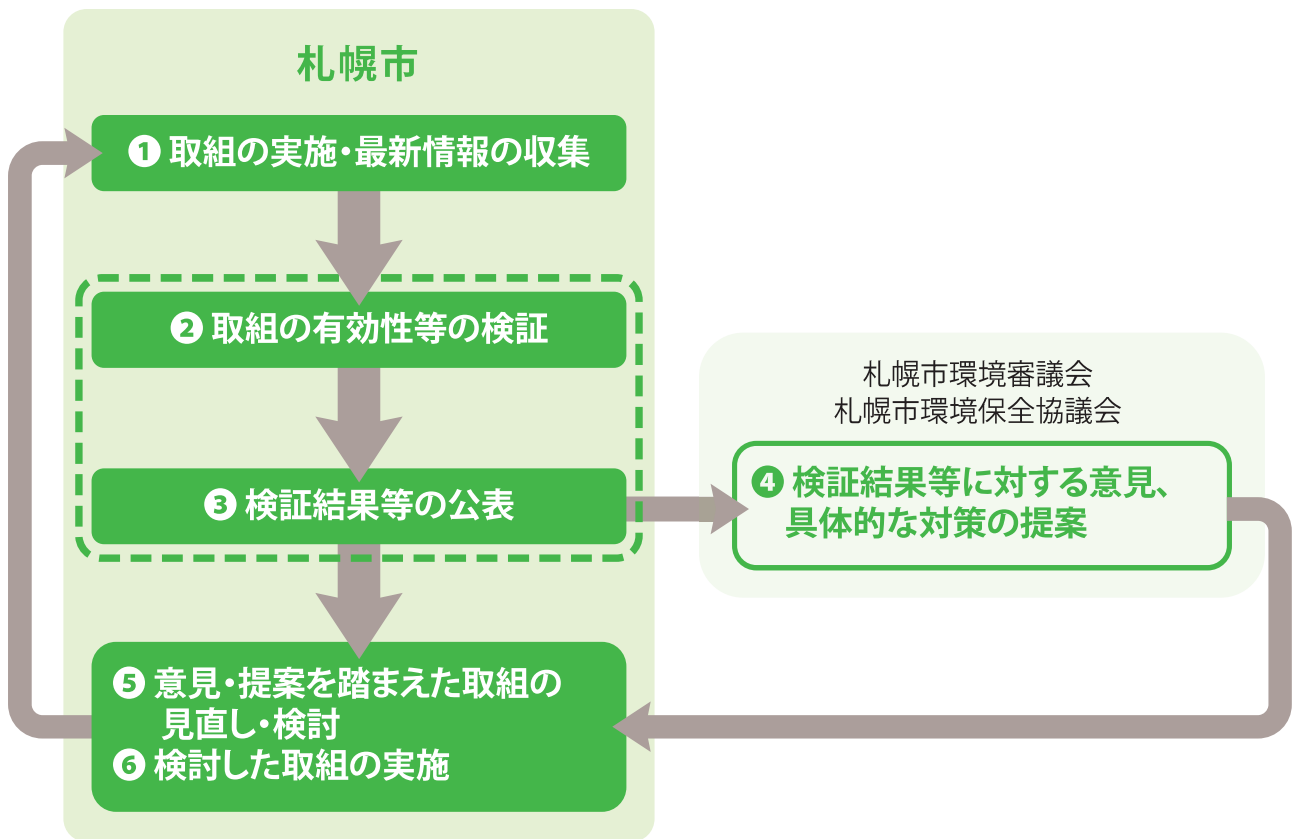 札幌市
❶ 取組の実施・最新情報の収集
❷ 取組の有効性等の検証
❸ 検証結果等の公表
札幌市環境審議会
札幌市環境保全協議会
❹ 検証結果等に対する意見、
具体的な対策の提案
❺ 意見・提案を踏まえた取組の
見直し・検討
❻ 検討した取組の実施